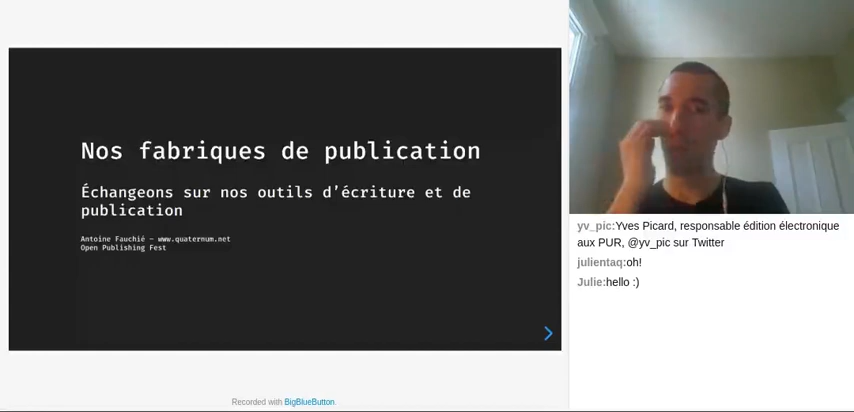 Nos fabriques de publication
Échangeons sur nos outils d’écriture et de
publication
Antoine Fauchié – www.quaternum.net
Open Publishing Fest
Recorded with BigBlueButton.
yv_pic:Yves Picard, responsable édition électronique
aux PUR, @yv_pic sur Twitter
julientaq:oh!
Julie:hello :)